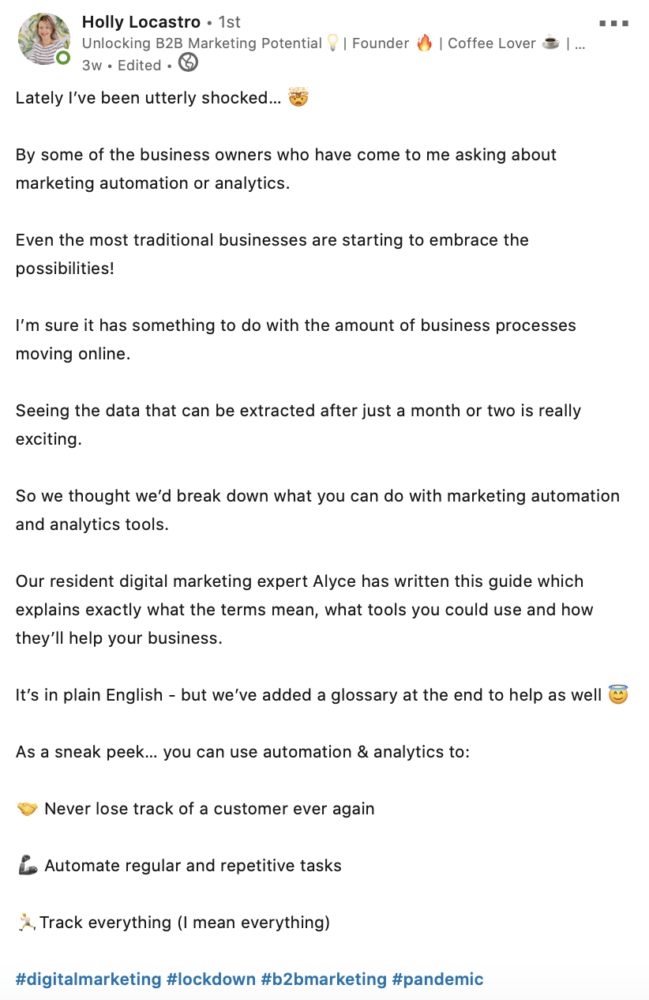 Holly Locastro • 1st
Unlocking B2B Marketing Potential💡| Founder 🔥 | Coffee Lover ☕ | ...
3w • Edited •
Lately I’ve been utterly shocked… 🤯
By some of the business owners who have come to me asking about
marketing automation or analytics.
Even the most traditional businesses are starting to embrace the
possibilities!
I’m sure it has something to do with the amount of business processes
moving online.
Seeing the data that can be extracted after just a month or two is really
exciting.
So we thought we’d break down what you can do with marketing automation
and analytics tools.
Our resident digital marketing expert Alyce has written this guide which
explains exactly what the terms mean, what tools you could use and how
they’ll help your business.
It’s in plain English - but we’ve added a glossary at the end to help as well 😇
As a sneak peek… you can use automation & analytics to:
🤝 Never lose track of a customer ever again
🦾 Automate regular and repetitive tasks
🏃 Track everything (I mean everything)
#digitalmarketing #lockdown #b2bmarketing #pandemic